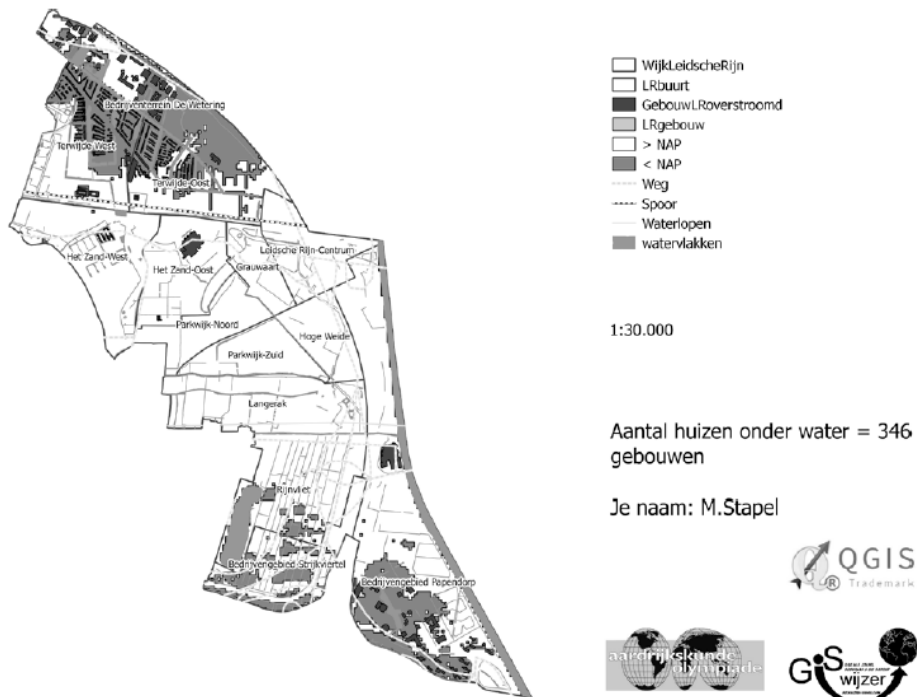 Bedrijventerrein De Wetering
Terwijde-West
Terwijde-Oost
Het Zand-West
Het Zand-Oost
Leidsche Rijn-Centrum
Grauwaart
Parkwijk-Noord
Hoge Weide
Parkwijk-Zuid
Langerak
Rijnvliet
Bedrijvengebied Strijkviertel
Bedrijvengebied Papendorp
WijkLeidscheRijn
LRbuurt
GebouwLRoverstroomd
LRgebouw
> NAP
< NAP
Weg
Spoor
Waterlopen
watervlakken
1:30.000
Aantal huizen onder water = 346
gebouwen
Je naam: M.Stapel
QGIS
Trademark
R
aardrijkskunde
olympiade
GiS
wijzer